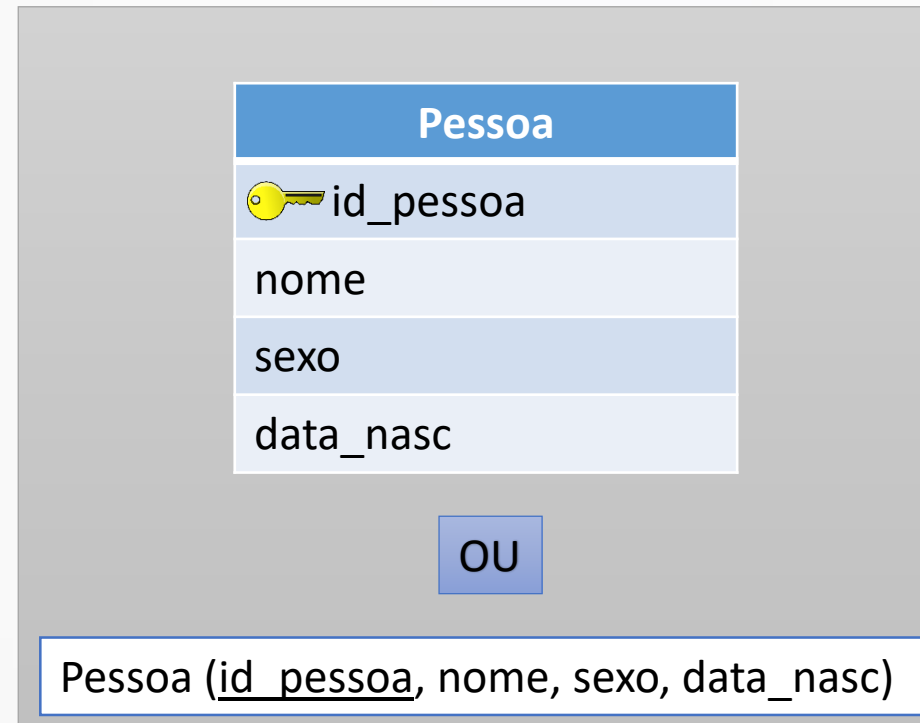 Pessoa
id_pessoa
nome
sexo
data_nasc
OU
Pessoa (id_pessoa, nome, sexo, data_nasc)